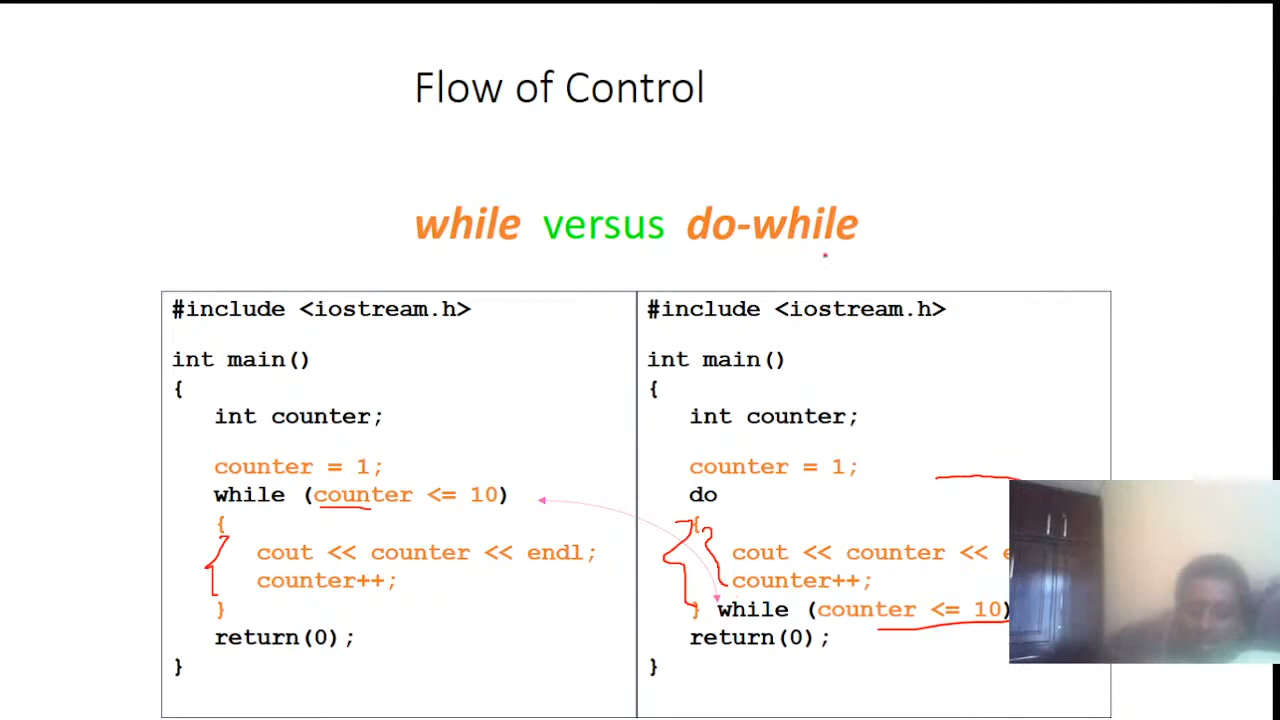 Flow of Control
while versus do-while
#include <iostream.h>
int main()
{
int counter;
counter = 1;
while (counter <= 10)
{
cout << counter << endl;
counter++;
}
return(0);
}
#include <iostream.h>
int main()
{
int counter;
counter = 1;
do
{
cout << counter <<
counter++;
} while (counter <= 10)
return(0);
}